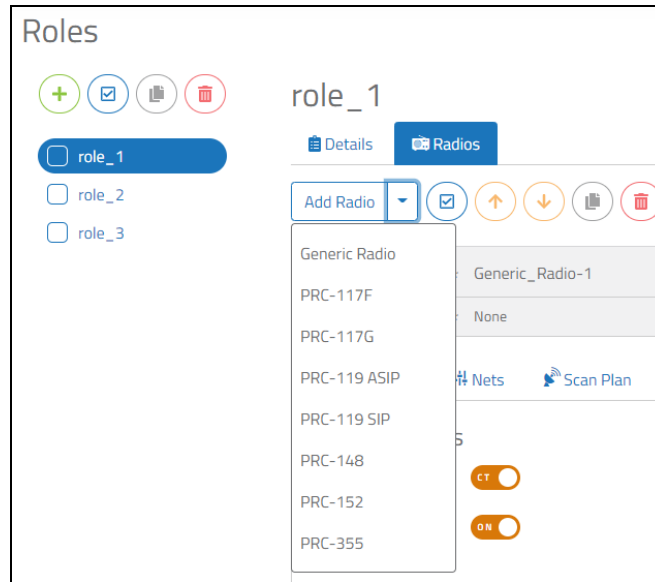 Roles
role_1
role_2
role_3
role_1
Details
Radios
Add Radio
Generic Radio
PRC-117F
PRC-117G
PRC-119 ASIP
PRC-119 SIP
PRC-148
PRC-152
PRC-355
Generic_Radio-1
None
Nets
Scan Plan
s
CT
ON